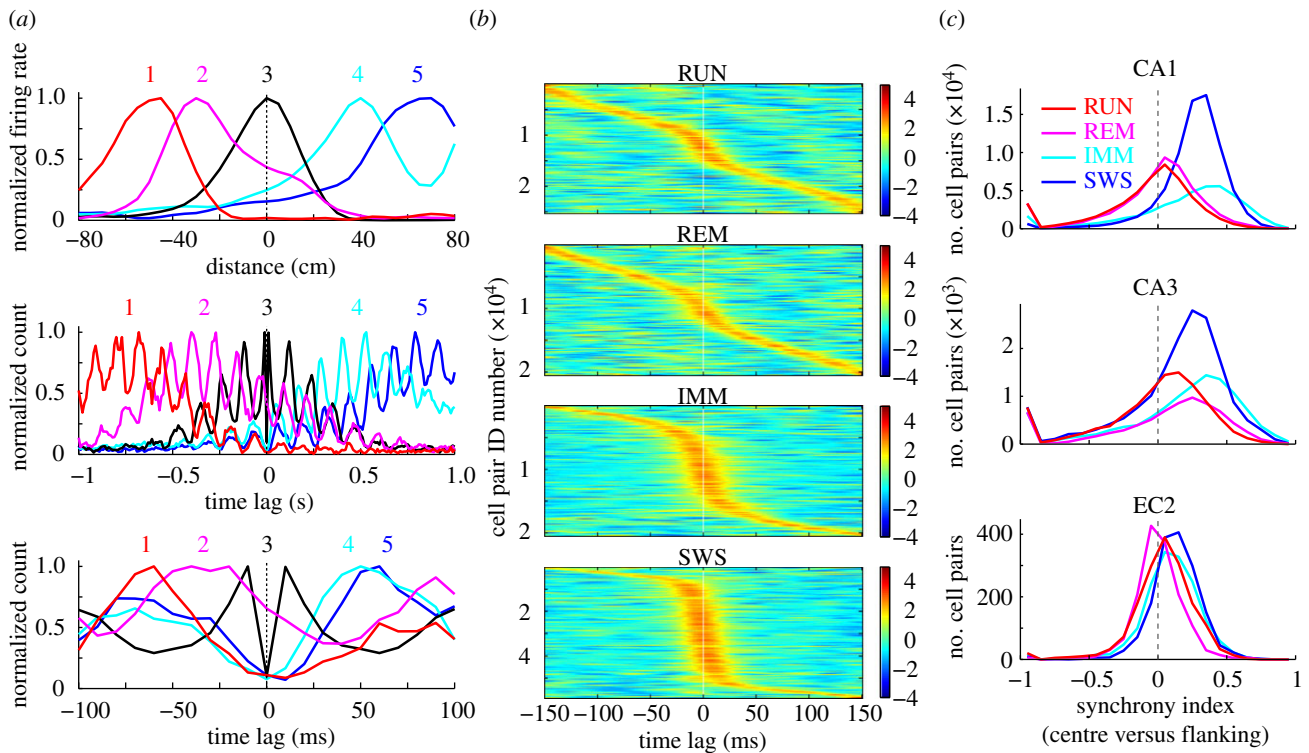 (a)
1 2 3 4 5
normalized firing rate
1.0
0.5
0
−80 −40 0 40 80
distance (cm)
1 2 3 4 5
normalized count
1.0
0.5
0
−1 −0.5 0 0.5 1.0
time lag (s)
1 2 3 4 5
normalized count
1.0
0.5
0
−100 −50 0 50 100
time lag (ms)
(b)
cell pair ID number (×10⁴)
RUN
1
2
4
2
0
−2
−4
REM
1
2
4
2
0
−2
−4
IMM
1
2
4
2
0
−2
−4
SWS
2
4
4
2
0
−2
−4
−150 −100 −50 0 50 100 150
time lag (ms)
(c)
CA1
no. cell pairs (×10⁴)
1.5
1.0
0.5
0
RUN
REM
IMM
SWS
CA3
no. cell pairs (×10³)
2
1
0
EC2
no. cell pairs
400
200
0
−1 −0.5 0 0.5 1
synchrony index
(centre versus flanking)